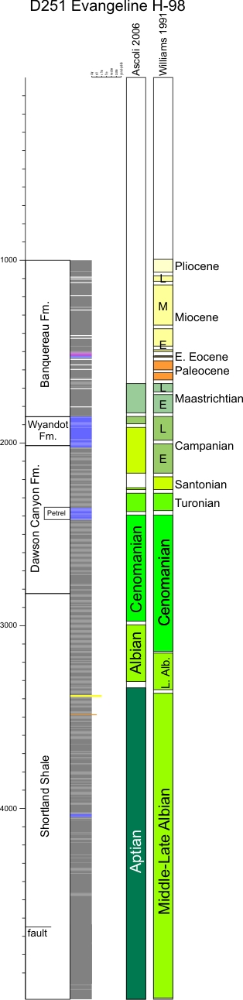 D251 Evangeline H-98
Ascoli 2006
Williams 1991
1000
2000
3000
4000
Banquereau Fm.
Wyandot
Fm.
Dawson Canyon Fm.
Petrel
Shortland Shale
fault
Cenomanian
Albian
Aptian
L
M
E
L
E
L
E
Cenomanian
L. Alb.
Middle-Late Albian
Pliocene
Miocene
E. Eocene
Paleocene
Maastrichtian
Campanian
Santonian
Turonian